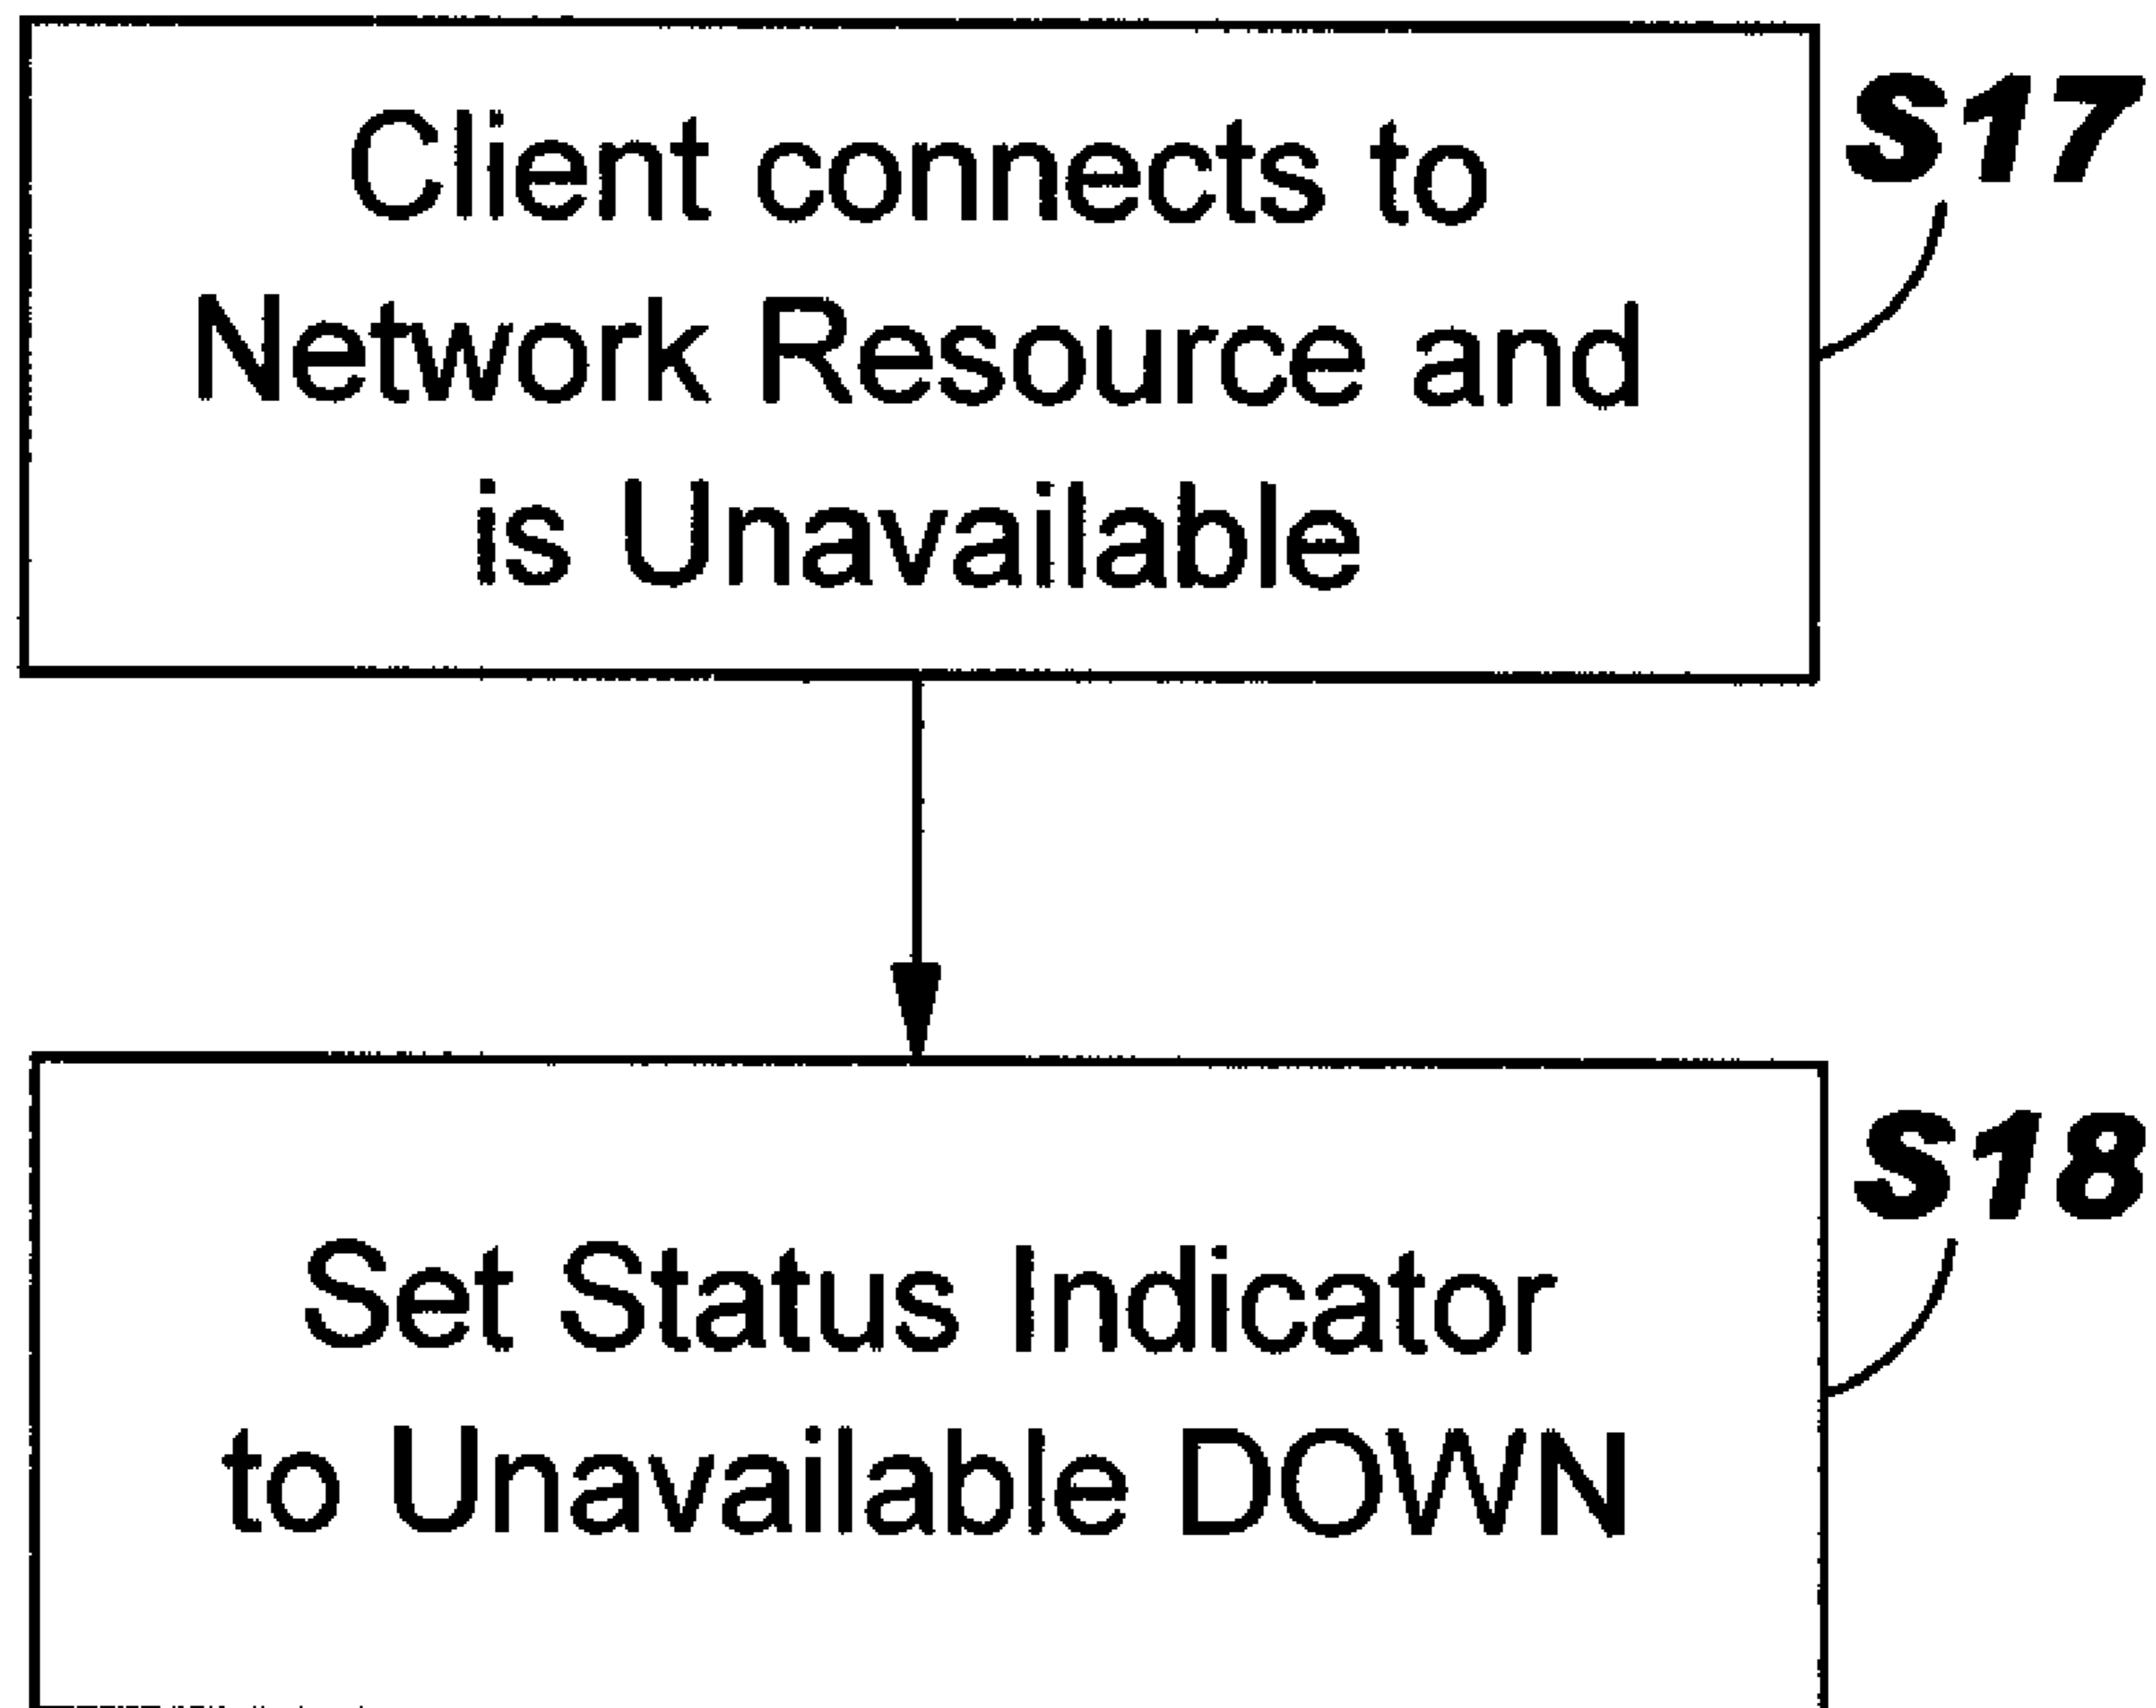 Client connects to
Network Resource and
is Unavailable
S17
Set Status Indicator
to Unavailable DOWN
S18